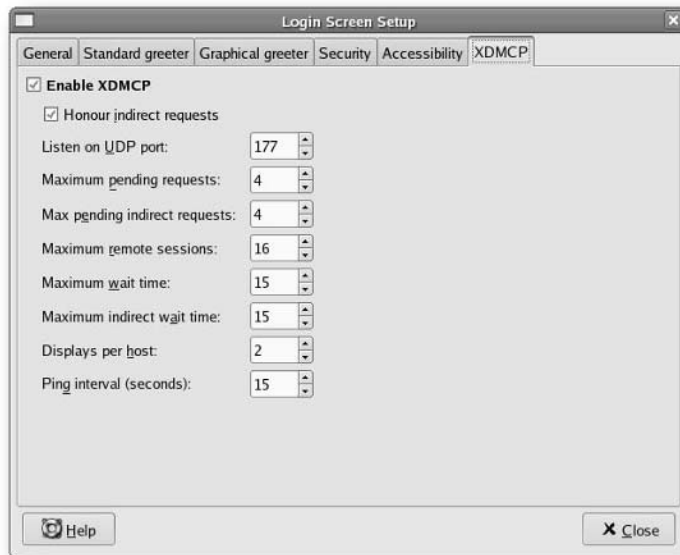 Login Screen Setup
General Standard greeter Graphical greeter Security Accessibility XDMCP
Enable XDMCP
Honour indirect requests
Listen on UDP port: 177
Maximum pending requests: 4
Max pending indirect requests: 4
Maximum remote sessions: 16
Maximum wait time: 15
Maximum indirect wait time: 15
Displays per host: 2
Ping interval (seconds): 15
Help Close